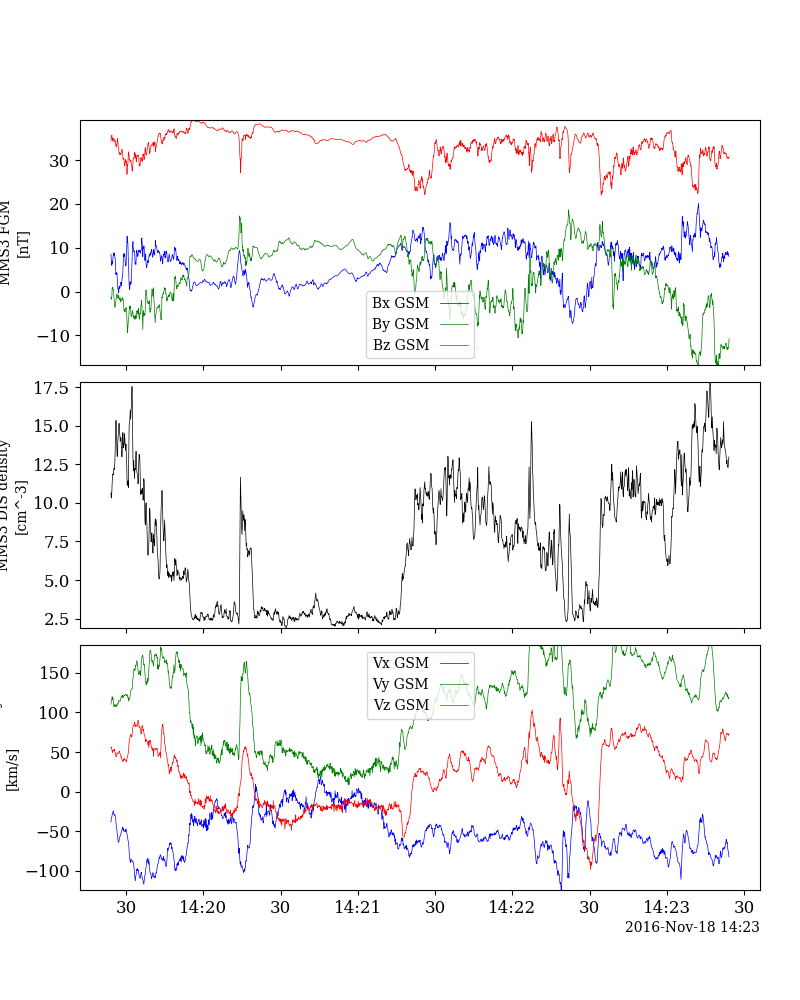 MMS3 FGM
[nT]
30
20
10
0
−10
Bx GSM
By GSM
Bz GSM
MMS3 DIS density
[cm^-3]
17.5
15.0
12.5
10.0
7.5
5.0
2.5
[km/s]
150
100
50
0
−50
−100
Vx GSM
Vy GSM
Vz GSM
30
14:20
30
14:21
30
14:22
30
14:23
30
2016-Nov-18 14:23